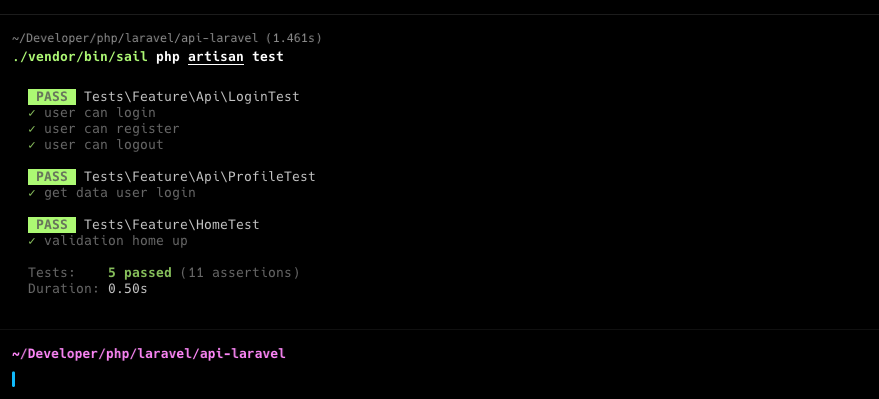 ~/Developer/php/laravel/api-laravel (1.461s)
./vendor/bin/sail php artisan test
PASS Tests\Feature\Api\LoginTest
✓ user can login
✓ user can register
✓ user can logout
PASS Tests\Feature\Api\ProfileTest
✓ get data user login
PASS Tests\Feature\HomeTest
✓ validation home up
Tests: 5 passed (11 assertions)
Duration: 0.50s
~/Developer/php/laravel/api-laravel